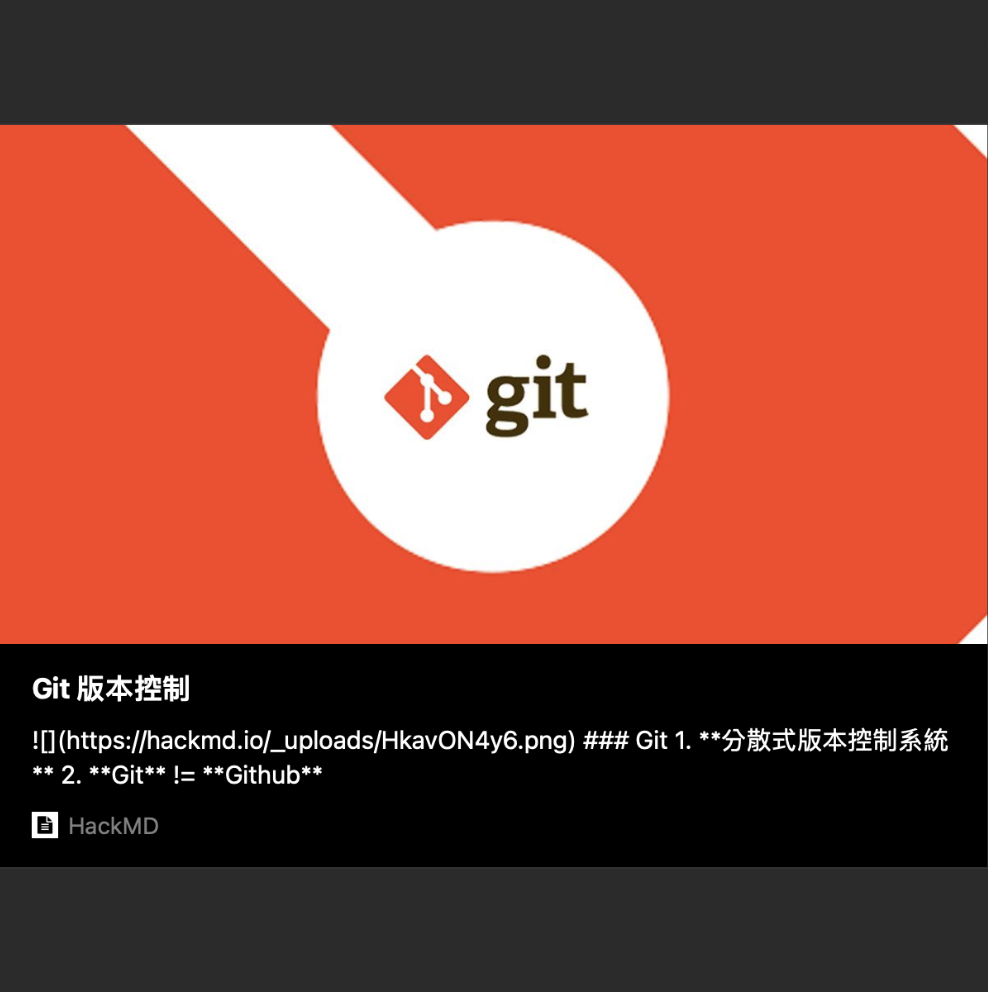 git
Git 版本控制
![](https://hackmd.io/_uploads/HkavON4y6.png) ### Git 1. **分散式版本控制系統
** 2. **Git** != **Github**
HackMD